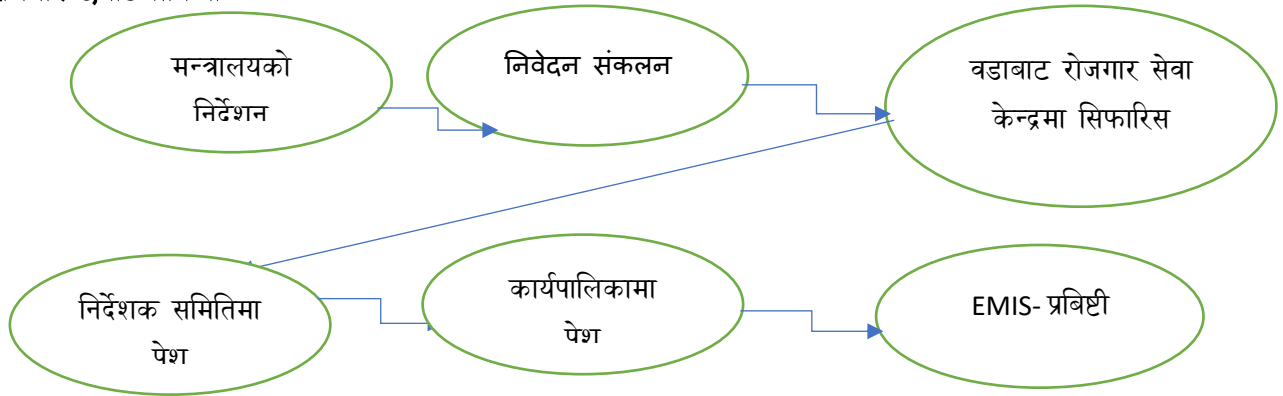 मन्त्रालयको
निर्देशन
निवेदन संकलन
वडाबाट रोजगार सेवा
केन्द्रमा सिफारिस
निर्देशक समितिमा
पेश
कार्यपालिकामा
पेश
EMIS- प्रबिष्टी